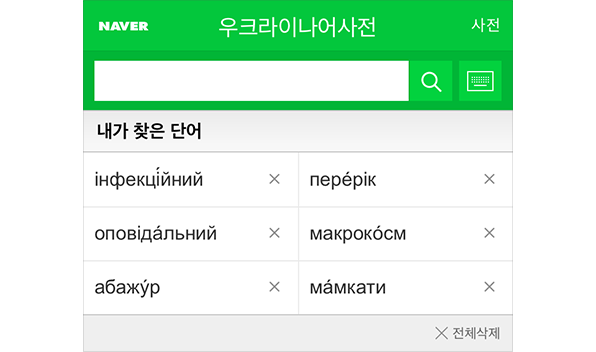 NAVER 우크라이나어사전 사전
내가 찾은 단어
інфекці́йний × пере́рік ×
оповіда́льний × макроко́см ×
абажу́р × ма́мкати ×
× 전체삭제